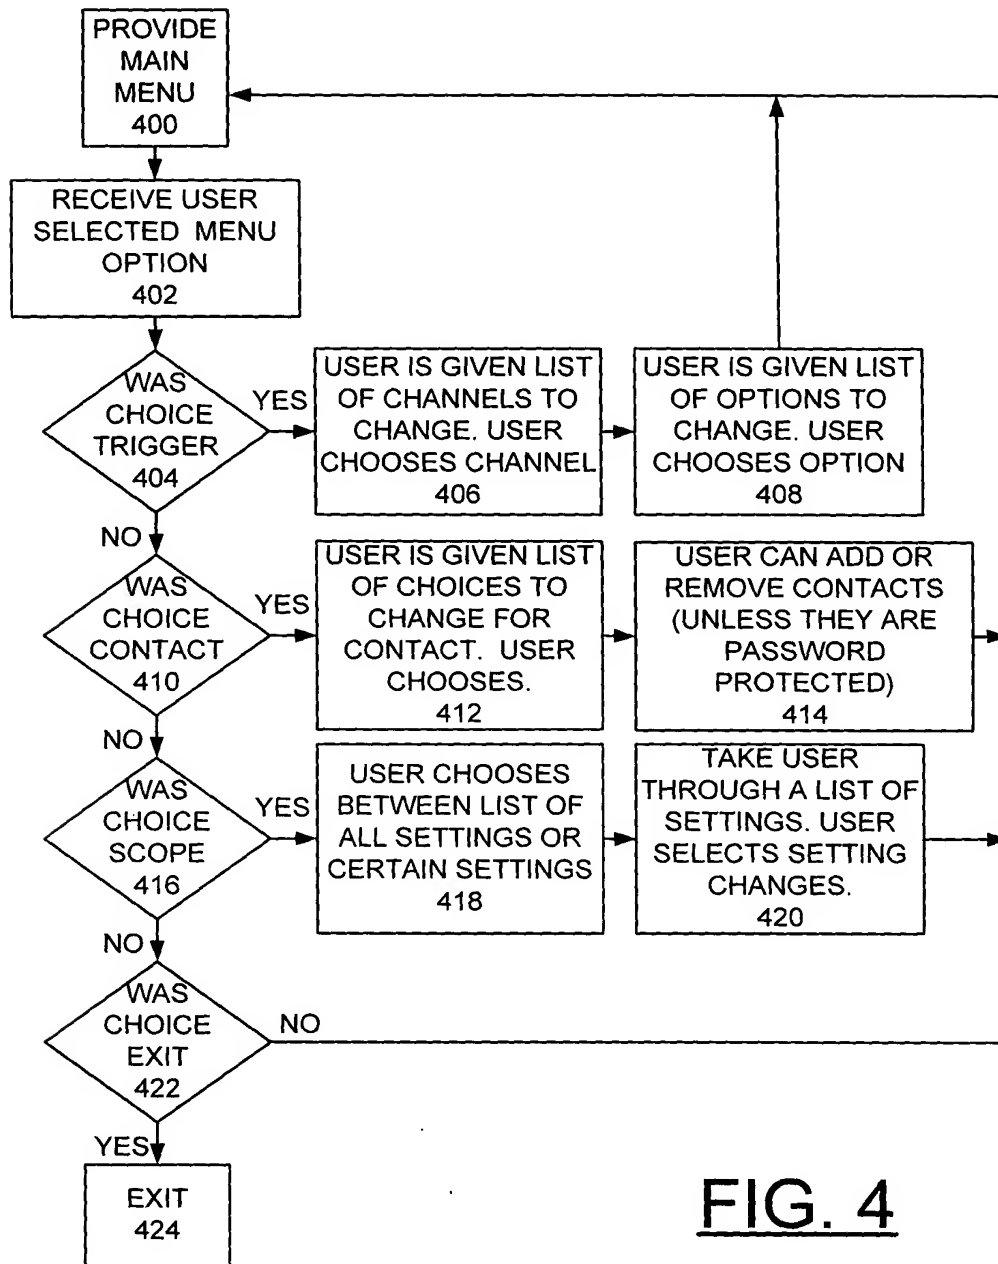 PROVIDE
MAIN
MENU
400
RECEIVE USER
SELECTED MENU
OPTION
402
WAS
CHOICE
TRIGGER
404
YES
USER IS GIVEN LIST
OF CHANNELS TO
CHANGE. USER
CHOOSES CHANNEL
406
USER IS GIVEN LIST
OF OPTIONS TO
CHANGE. USER
CHOOSES OPTION
408
NO
WAS
CHOICE
CONTACT
410
YES
USER IS GIVEN LIST
OF CHOICES TO
CHANGE FOR
CONTACT. USER
CHOOSES.
412
USER CAN ADD OR
REMOVE CONTACTS
(UNLESS THEY ARE
PASSWORD
PROTECTED)
414
NO
WAS
CHOICE
SCOPE
416
YES
USER CHOOSES
BETWEEN LIST OF
ALL SETTINGS OR
CERTAIN SETTINGS
418
TAKE USER
THROUGH A LIST OF
SETTINGS. USER
SELECTS SETTING
CHANGES.
420
NO
WAS
CHOICE
EXIT
422
NO
YES
EXIT
424
FIG. 4